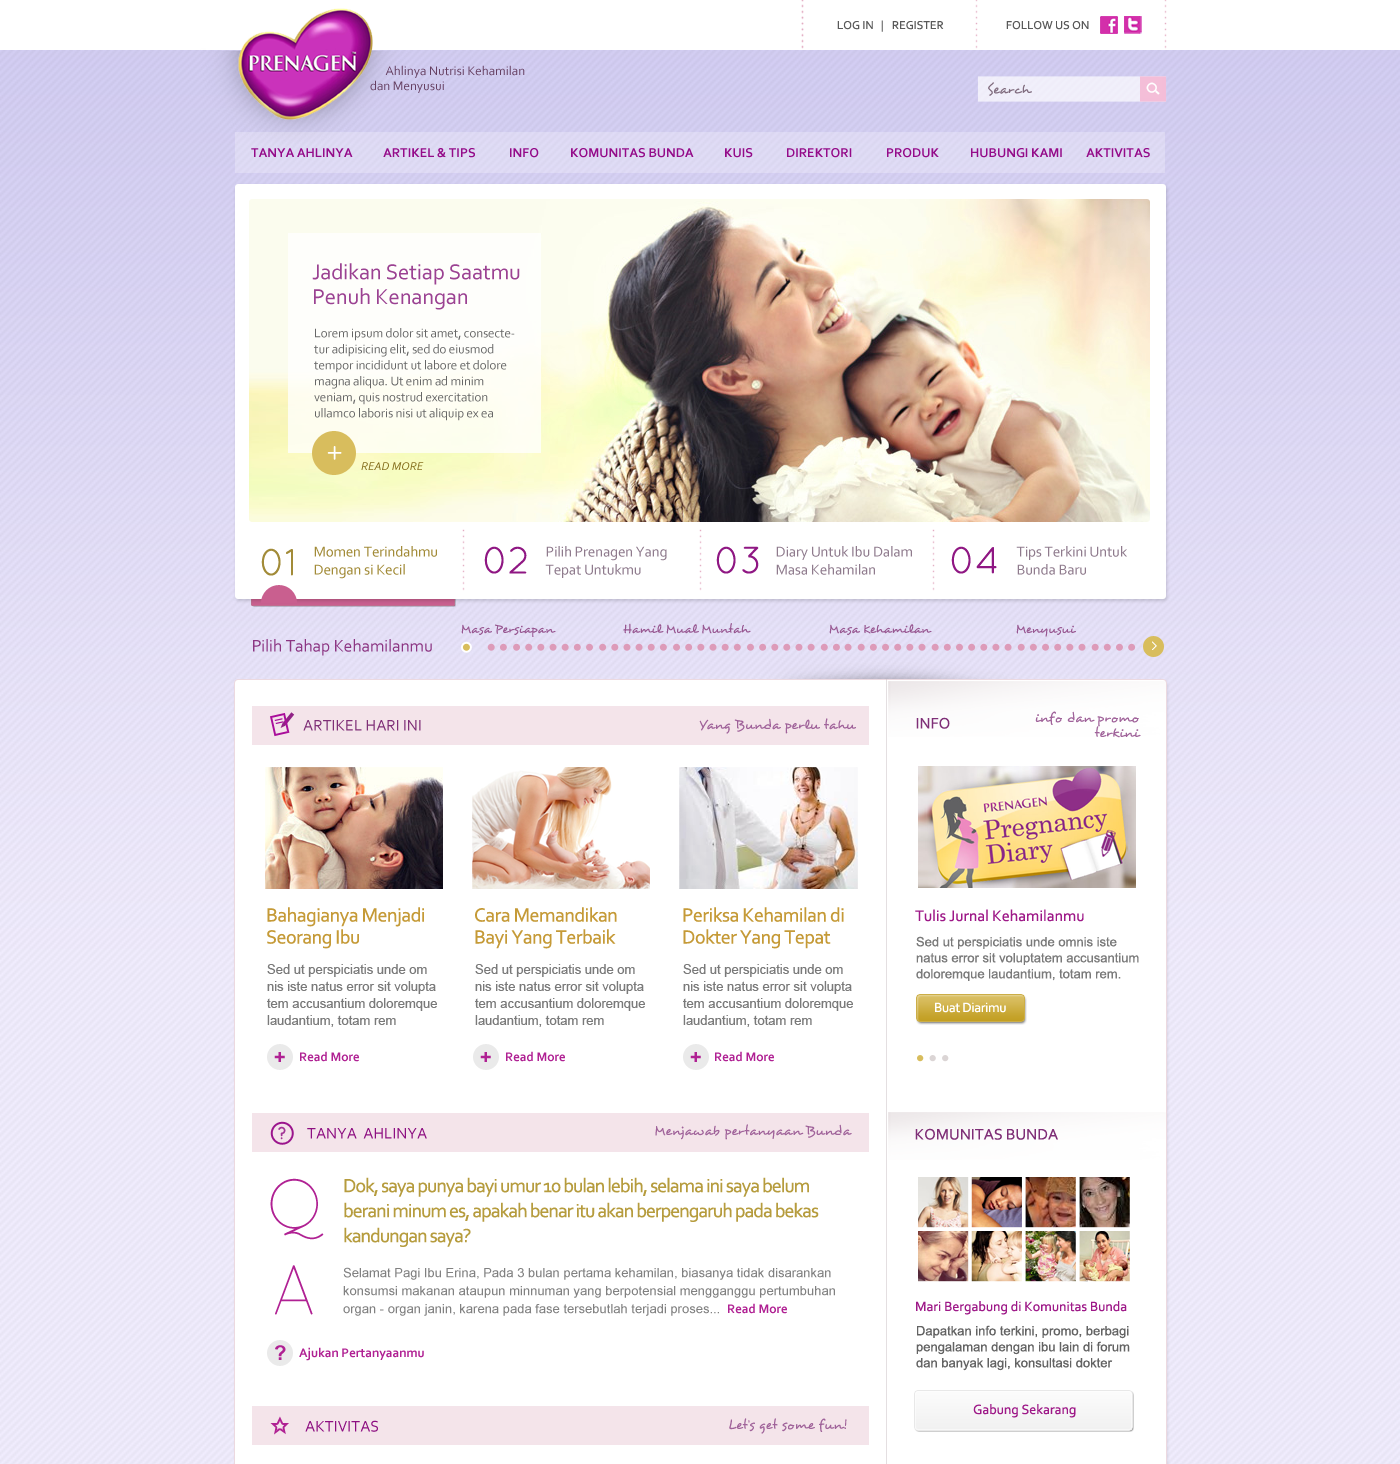 LOG IN | REGISTER
FOLLOW US ON
PRENAGEN
Ahlinya Nutrisi Kehamilan
dan Menyusui
Search
TANYA AHLINYA ARTIKEL & TIPS INFO KOMUNITAS BUNDA KUIS DIREKTORI PRODUK HUBUNGI KAMI AKTIVITAS
Jadikan Setiap Saatmu
Penuh Kenangan
Lorem ipsum dolor sit amet, consecte-
tur adipisicing elit, sed do eiusmod
tempor incididunt ut labore et dolore
magna aliqua. Ut enim ad minim
veniam, quis nostrud exercitation
ullamco laboris nisi ut aliquip ex ea
+ READ MORE
01
Momen Terindahmu
Dengan si Kecil
02
Pilih Prenagen Yang
Tepat Untukmu
03
Diary Untuk Ibu Dalam
Masa Kehamilan
04
Tips Terkini Untuk
Bunda Baru
Pilih Tahap Kehamilanmu
Masa Persiapan
Hamil Mual Muntah
Masa Kehamilan
Menyusui
ARTIKEL HARI INI
Yang Bunda perlu tahu
Bahagianya Menjadi
Seorang Ibu
Sed ut perspiciatis unde om
nis iste natus error sit volupta
tem accusantium doloremque
laudantium, totam rem
+ Read More
Cara Memandikan
Bayi Yang Terbaik
Sed ut perspiciatis unde om
nis iste natus error sit volupta
tem accusantium doloremque
laudantium, totam rem
+ Read More
Periksa Kehamilan di
Dokter Yang Tepat
Sed ut perspiciatis unde om
nis iste natus error sit volupta
tem accusantium doloremque
laudantium, totam rem
+ Read More
INFO
info dan promo
terkini
PRENAGEN
Pregnancy
Diary
Tulis Jurnal Kehamilanmu
Sed ut perspiciatis unde omnis iste
natus error sit voluptatem accusantium
doloremque laudantium, totam rem.
Buat Diarimu
TANYA AHLINYA
Menjawab pertanyaan Bunda
Q
Dok, saya punya bayi umur 10 bulan lebih, selama ini saya belum
berani minum es, apakah benar itu akan berpengaruh pada bekas
kandungan saya?
A
Selamat Pagi Ibu Erina, Pada 3 bulan pertama kehamilan, biasanya tidak disarankan
konsumsi makanan ataupun minnuman yang berpotensial mengganggu pertumbuhan
organ - organ janin, karena pada fase tersebutlah terjadi proses... Read More
? Ajukan Pertanyaanmu
KOMUNITAS BUNDA
Mari Bergabung di Komunitas Bunda
Dapatkan info terkini, promo, berbagi
pengalaman dengan ibu lain di forum
dan banyak lagi, konsultasi dokter
Gabung Sekarang
AKTIVITAS
Let's get some fun!